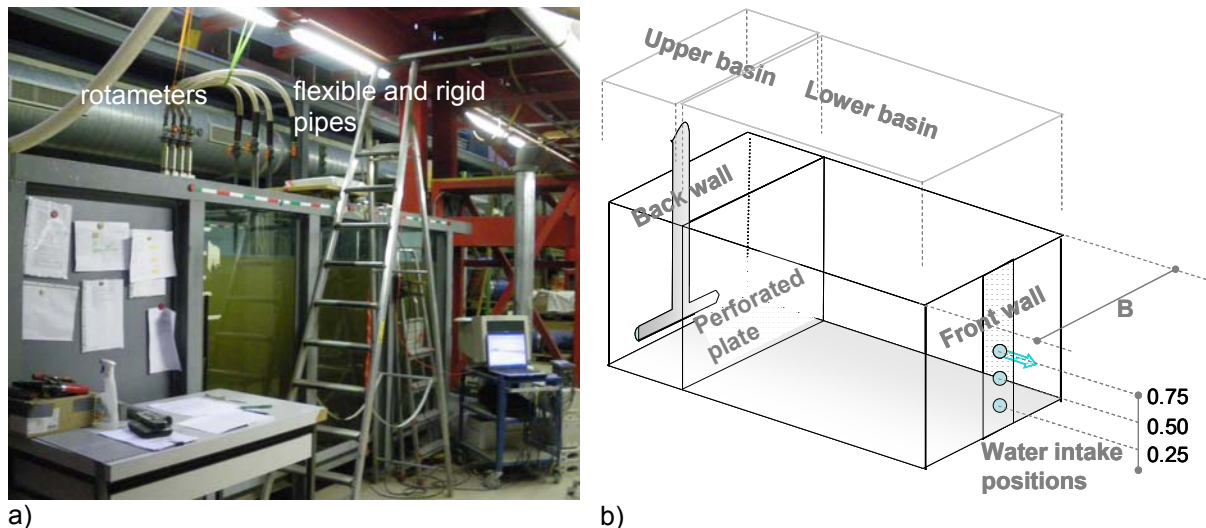 rotameters
flexible and rigid
pipes
a)
Upper basin
Lower basin
Back wall
Perforated
plate
Front wall
B
0.75
0.50
0.25
Water intake
positions
b)